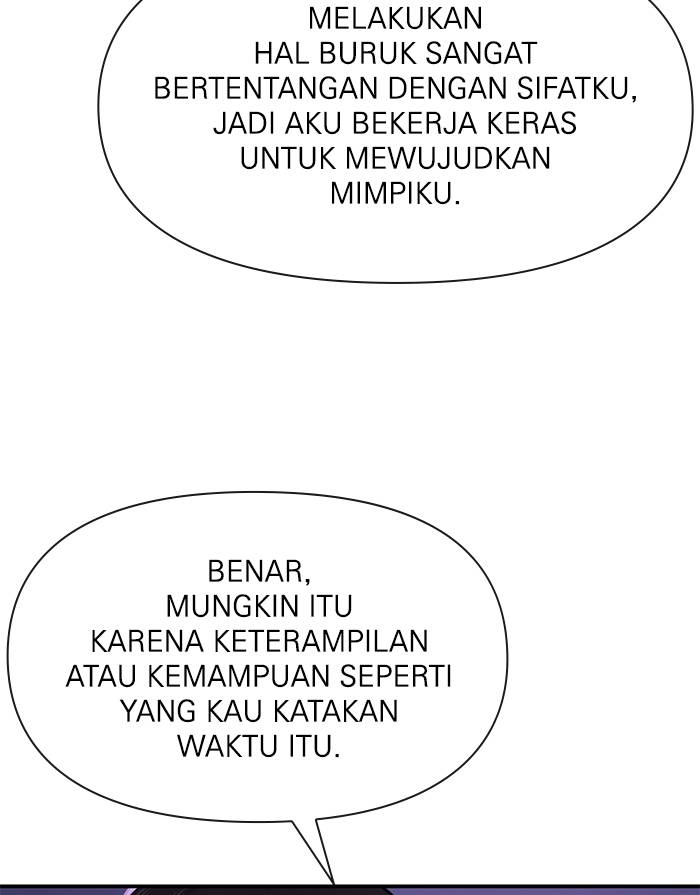 MELAKUKAN
HAL BURUK SANGAT
BERTENTANGAN DENGAN SIFATKU,
JADI AKU BEKERJA KERAS
UNTUK MEWUJUDKAN
MIMPIKU.
BENAR,
MUNGKIN ITU
KARENA KETERAMPILAN
ATAU KEMAMPUAN SEPERTI
YANG KAU KATAKAN
WAKTU ITU.